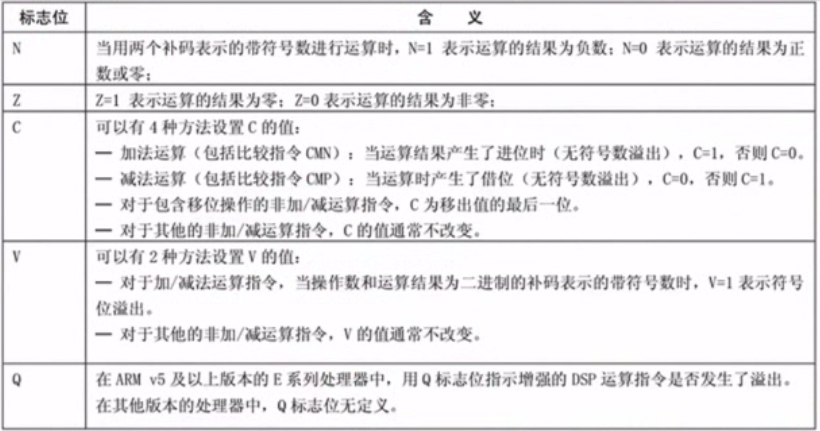 标志位 含 义
N 当用两个补码表示的带符号数进行运算时，N=1 表示运算的结果为负数；N=0 表示运算的结果为正
数或零；
Z Z=1 表示运算的结果为零；Z=0 表示运算的结果为非零；
C 可以有 4 种方法设置 C 的值：
— 加法运算（包括比较指令 CMN）：当运算结果产生了进位时（无符号数溢出），C=1，否则 C=0。
— 减法运算（包括比较指令 CMP）：当运算时产生了借位（无符号数溢出），C=0，否则 C=1。
— 对于包含移位操作的非加/减运算指令，C 为移出值的最后一位。
— 对于其他的非加/减运算指令，C 的值通常不改变。
V 可以有 2 种方法设置 V 的值：
— 对于加/减法运算指令，当操作数和运算结果为二进制的补码表示的带符号数时，V=1 表示符号
位溢出。
— 对于其他的非加/减运算指令，V 的值通常不改变。
Q 在 ARM v5 及以上版本的 E 系列处理器中，用 Q 标志位指示增强的 DSP 运算指令是否发生了溢出。
在其他版本的处理器中，Q 标志位无定义。